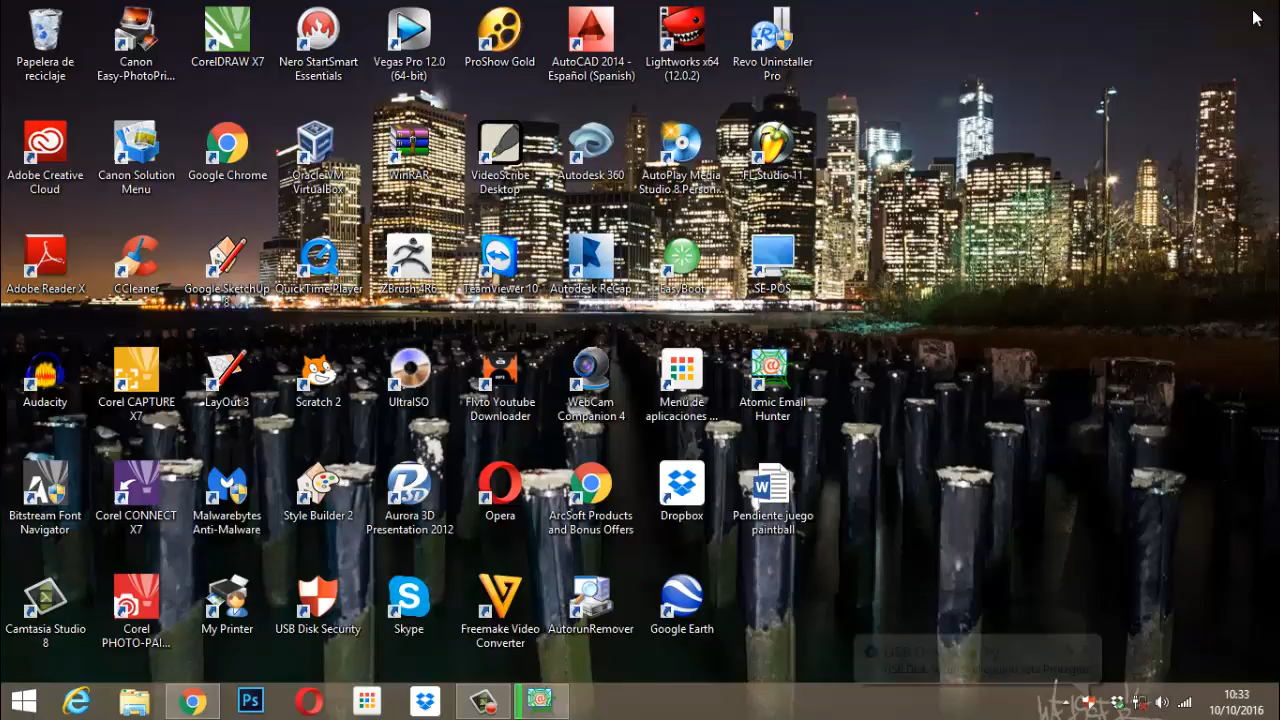 Papelera de
reciclaje
Canon
Easy-PhotoPri...
CorelDRAW X7
Nero StartSmart
Essentials
Vegas Pro 12.0
(64-bit)
ProShow Gold
AutoCAD 2014 -
Español (Spanish)
Lightworks x64
(12.0.2)
Revo Uninstaller
Pro
Adobe Creative
Cloud
Canon Solution
Menu
Google Chrome
Oracle VM
VirtualBox
WinRAR
VideoScribe
Desktop
Autodesk 360
AutoPlay Media
Studio 8 Person...
FL Studio 11
Adobe Reader X
CCleaner
Google SketchUp
8
QuickTime Player
ZBrush 4R6
TeamViewer 10
Autodesk ReCap
EasyBoot
SE-POS
Audacity
Corel CAPTURE
X7
LayOut 3
Scratch 2
UltraISO
Flvto Youtube
Downloader
WebCam
Companion 4
Menú de
aplicaciones ...
Atomic Email
Hunter
Bitstream Font
Navigator
Corel CONNECT
X7
Malwarebytes
Anti-Malware
Style Builder 2
Aurora 3D
Presentation 2012
Opera
ArcSoft Products
and Bonus Offers
Dropbox
Pendiente juego
paintball
Camtasia Studio
8
Corel
PHOTO-PAI...
My Printer
USB Disk Security
Skype
Freemake Video
Converter
AutorunRemover
Google Earth
Ps
10:33
10/10/2016